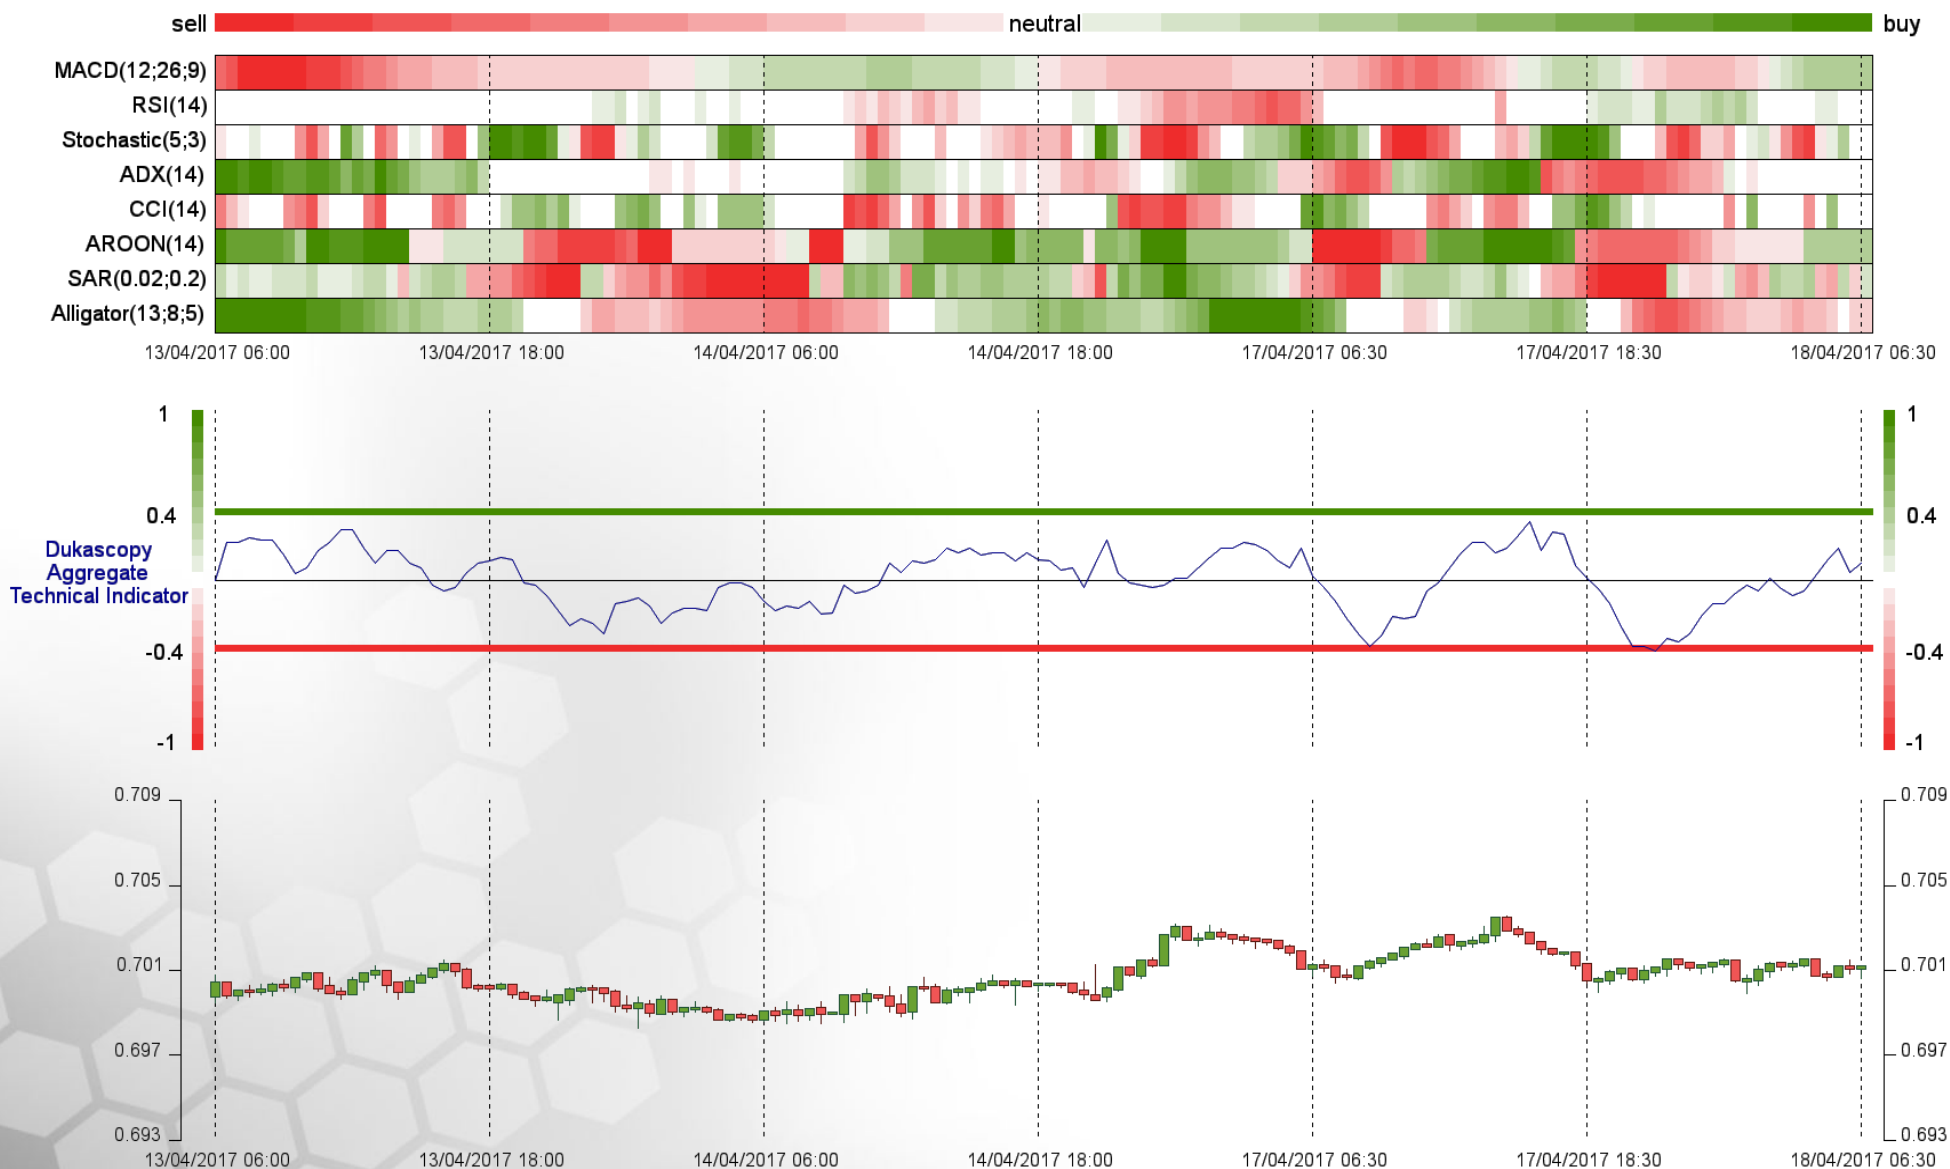 sell neutral buy
MACD(12;26;9)
RSI(14)
Stochastic(5;3)
ADX(14)
CCI(14)
AROON(14)
SAR(0.02;0.2)
Alligator(13;8;5)
13/04/2017 06:00 13/04/2017 18:00 14/04/2017 06:00 14/04/2017 18:00 17/04/2017 06:30 17/04/2017 18:30 18/04/2017 06:30
1 1
0.4 0.4
Dukascopy
Aggregate
Technical Indicator
-0.4 -0.4
-1 -1
0.709 0.709
0.705 0.705
0.701 0.701
0.697 0.697
0.693 0.693
13/04/2017 06:00 13/04/2017 18:00 14/04/2017 06:00 14/04/2017 18:00 17/04/2017 06:30 17/04/2017 18:30 18/04/2017 06:30